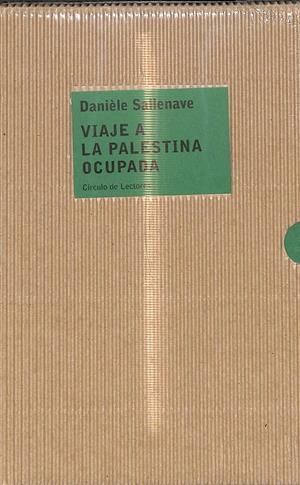 Danièle Sallenave
VIAJE A
LA PALESTINA
OCUPADA
Círculo de Lectores